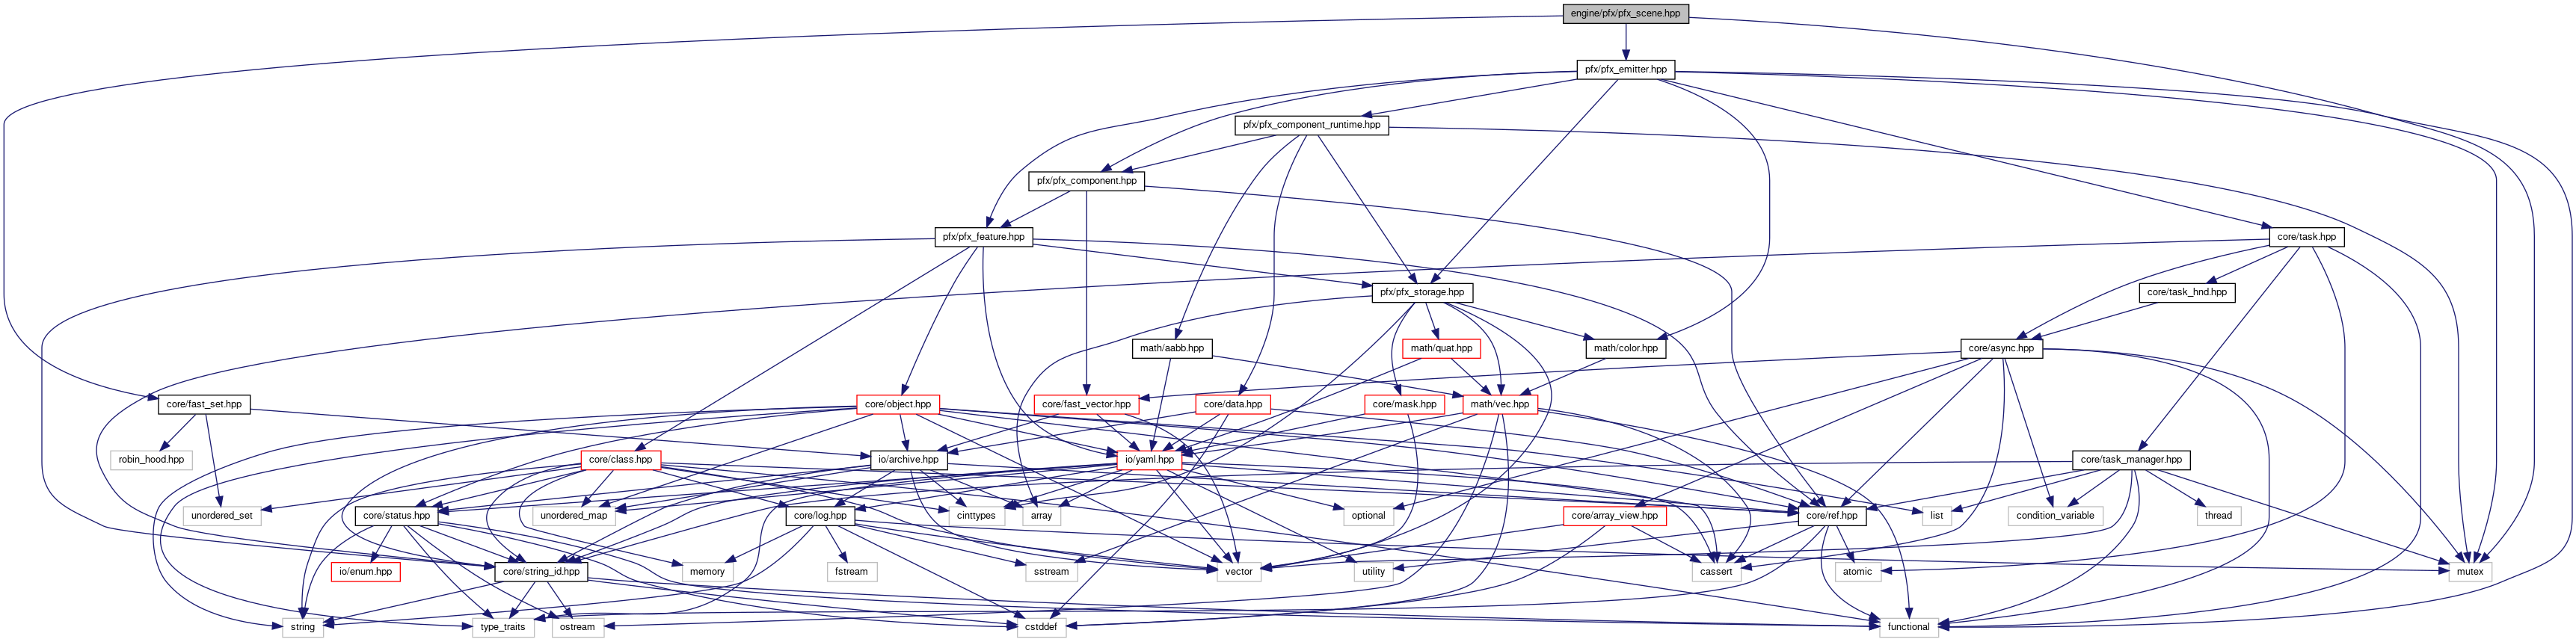 engine/pfx/pfx_scene.hpp
pfx/pfx_emitter.hpp
pfx/pfx_component_runtime.hpp
pfx/pfx_component.hpp
pfx/pfx_feature.hpp
core/task.hpp
pfx/pfx_storage.hpp
core/task_hnd.hpp
math/aabb.hpp
math/quat.hpp
math/color.hpp
core/async.hpp
core/fast_set.hpp
core/object.hpp
core/fast_vector.hpp
core/data.hpp
core/mask.hpp
math/vec.hpp
robin_hood.hpp
core/class.hpp
io/archive.hpp
io/yaml.hpp
core/task_manager.hpp
unordered_set
core/status.hpp
unordered_map
core/log.hpp
cinttypes
array
optional
core/array_view.hpp
core/ref.hpp
list
condition_variable
thread
io/enum.hpp
core/string_id.hpp
memory
fstream
sstream
vector
utility
cassert
atomic
mutex
string
type_traits
ostream
cstddef
functional